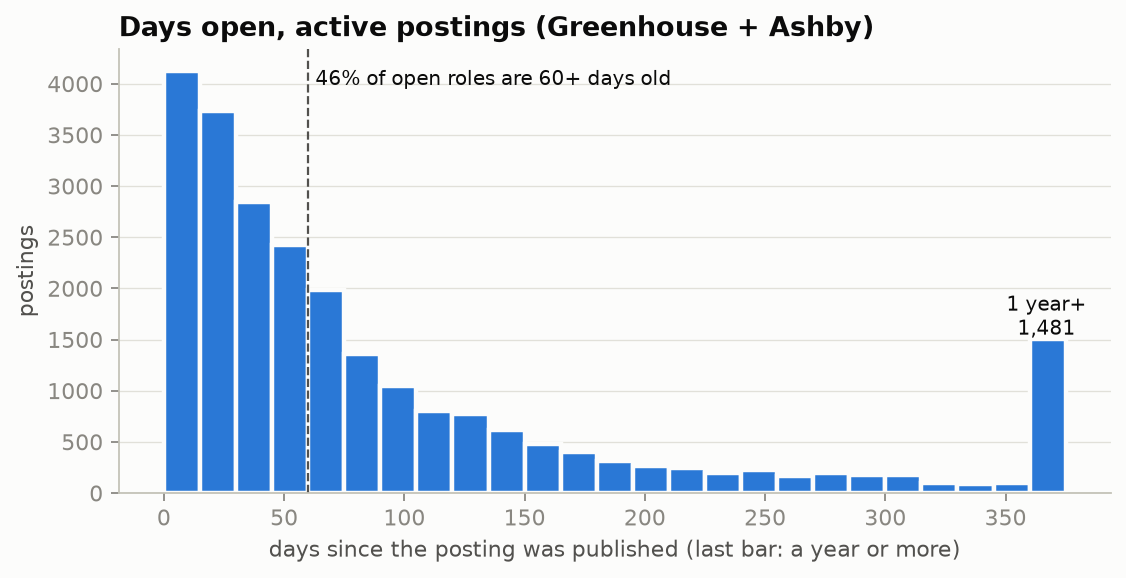 Days open, active postings (Greenhouse + Ashby)
46% of open roles are 60+ days old
4000
3500
3000
2500
2000
1500
1000
500
0
postings
1 year+
1,481
0 50 100 150 200 250 300 350
days since the posting was published (last bar: a year or more)